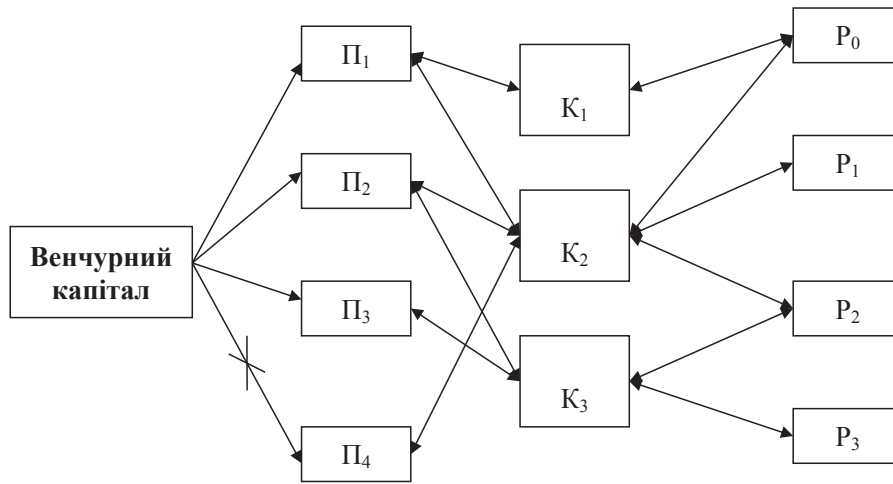 Венчурний
капітал
П₁
П₂
П₃
П₄
К₁
К₂
К₃
Р₀
Р₁
Р₂
Р₃